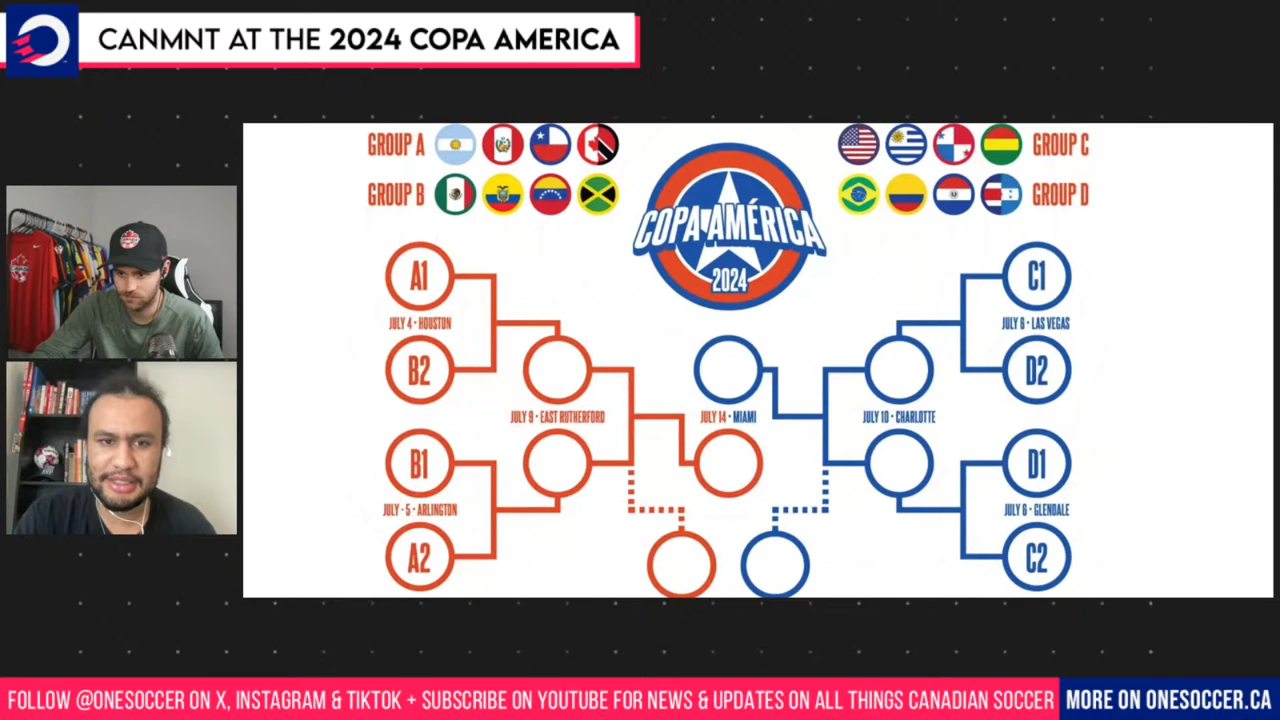 CANMNT AT THE 2024 COPA AMERICA
GROUP A
GROUP B
COPA AMÉRICA
2024
GROUP C
GROUP D
A1
JULY 4 • HOUSTON
B2
B1
JULY - 5 • ARLINGTON
A2
JULY 9 • EAST RUTHERFORD
JULY 14 • MIAMI
JULY 10 • CHARLOTTE
C1
JULY 6 • LAS VEGAS
D2
D1
JULY 6 • GLENDALE
C2
FOLLOW @ONESOCCER ON X, INSTAGRAM & TIKTOK + SUBSCRIBE ON YOUTUBE FOR NEWS & UPDATES ON ALL THINGS CANADIAN SOCCER
MORE ON ONESOCCER.CA